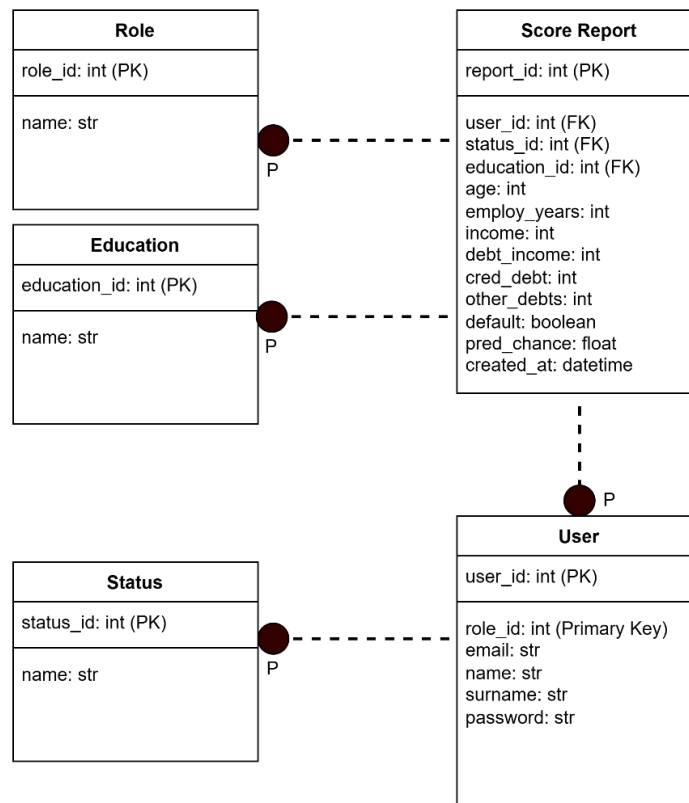 Role
role_id: int (PK)
name: str
P
Education
education_id: int (PK)
name: str
P
Score Report
report_id: int (PK)
user_id: int (FK)
status_id: int (FK)
education_id: int (FK)
age: int
employ_years: int
income: int
debt_income: int
cred_debt: int
other_debts: int
default: boolean
pred_chance: float
created_at: datetime
P
Status
status_id: int (PK)
name: str
P
User
user_id: int (PK)
role_id: int (Primary Key)
email: str
name: str
surname: str
password: str